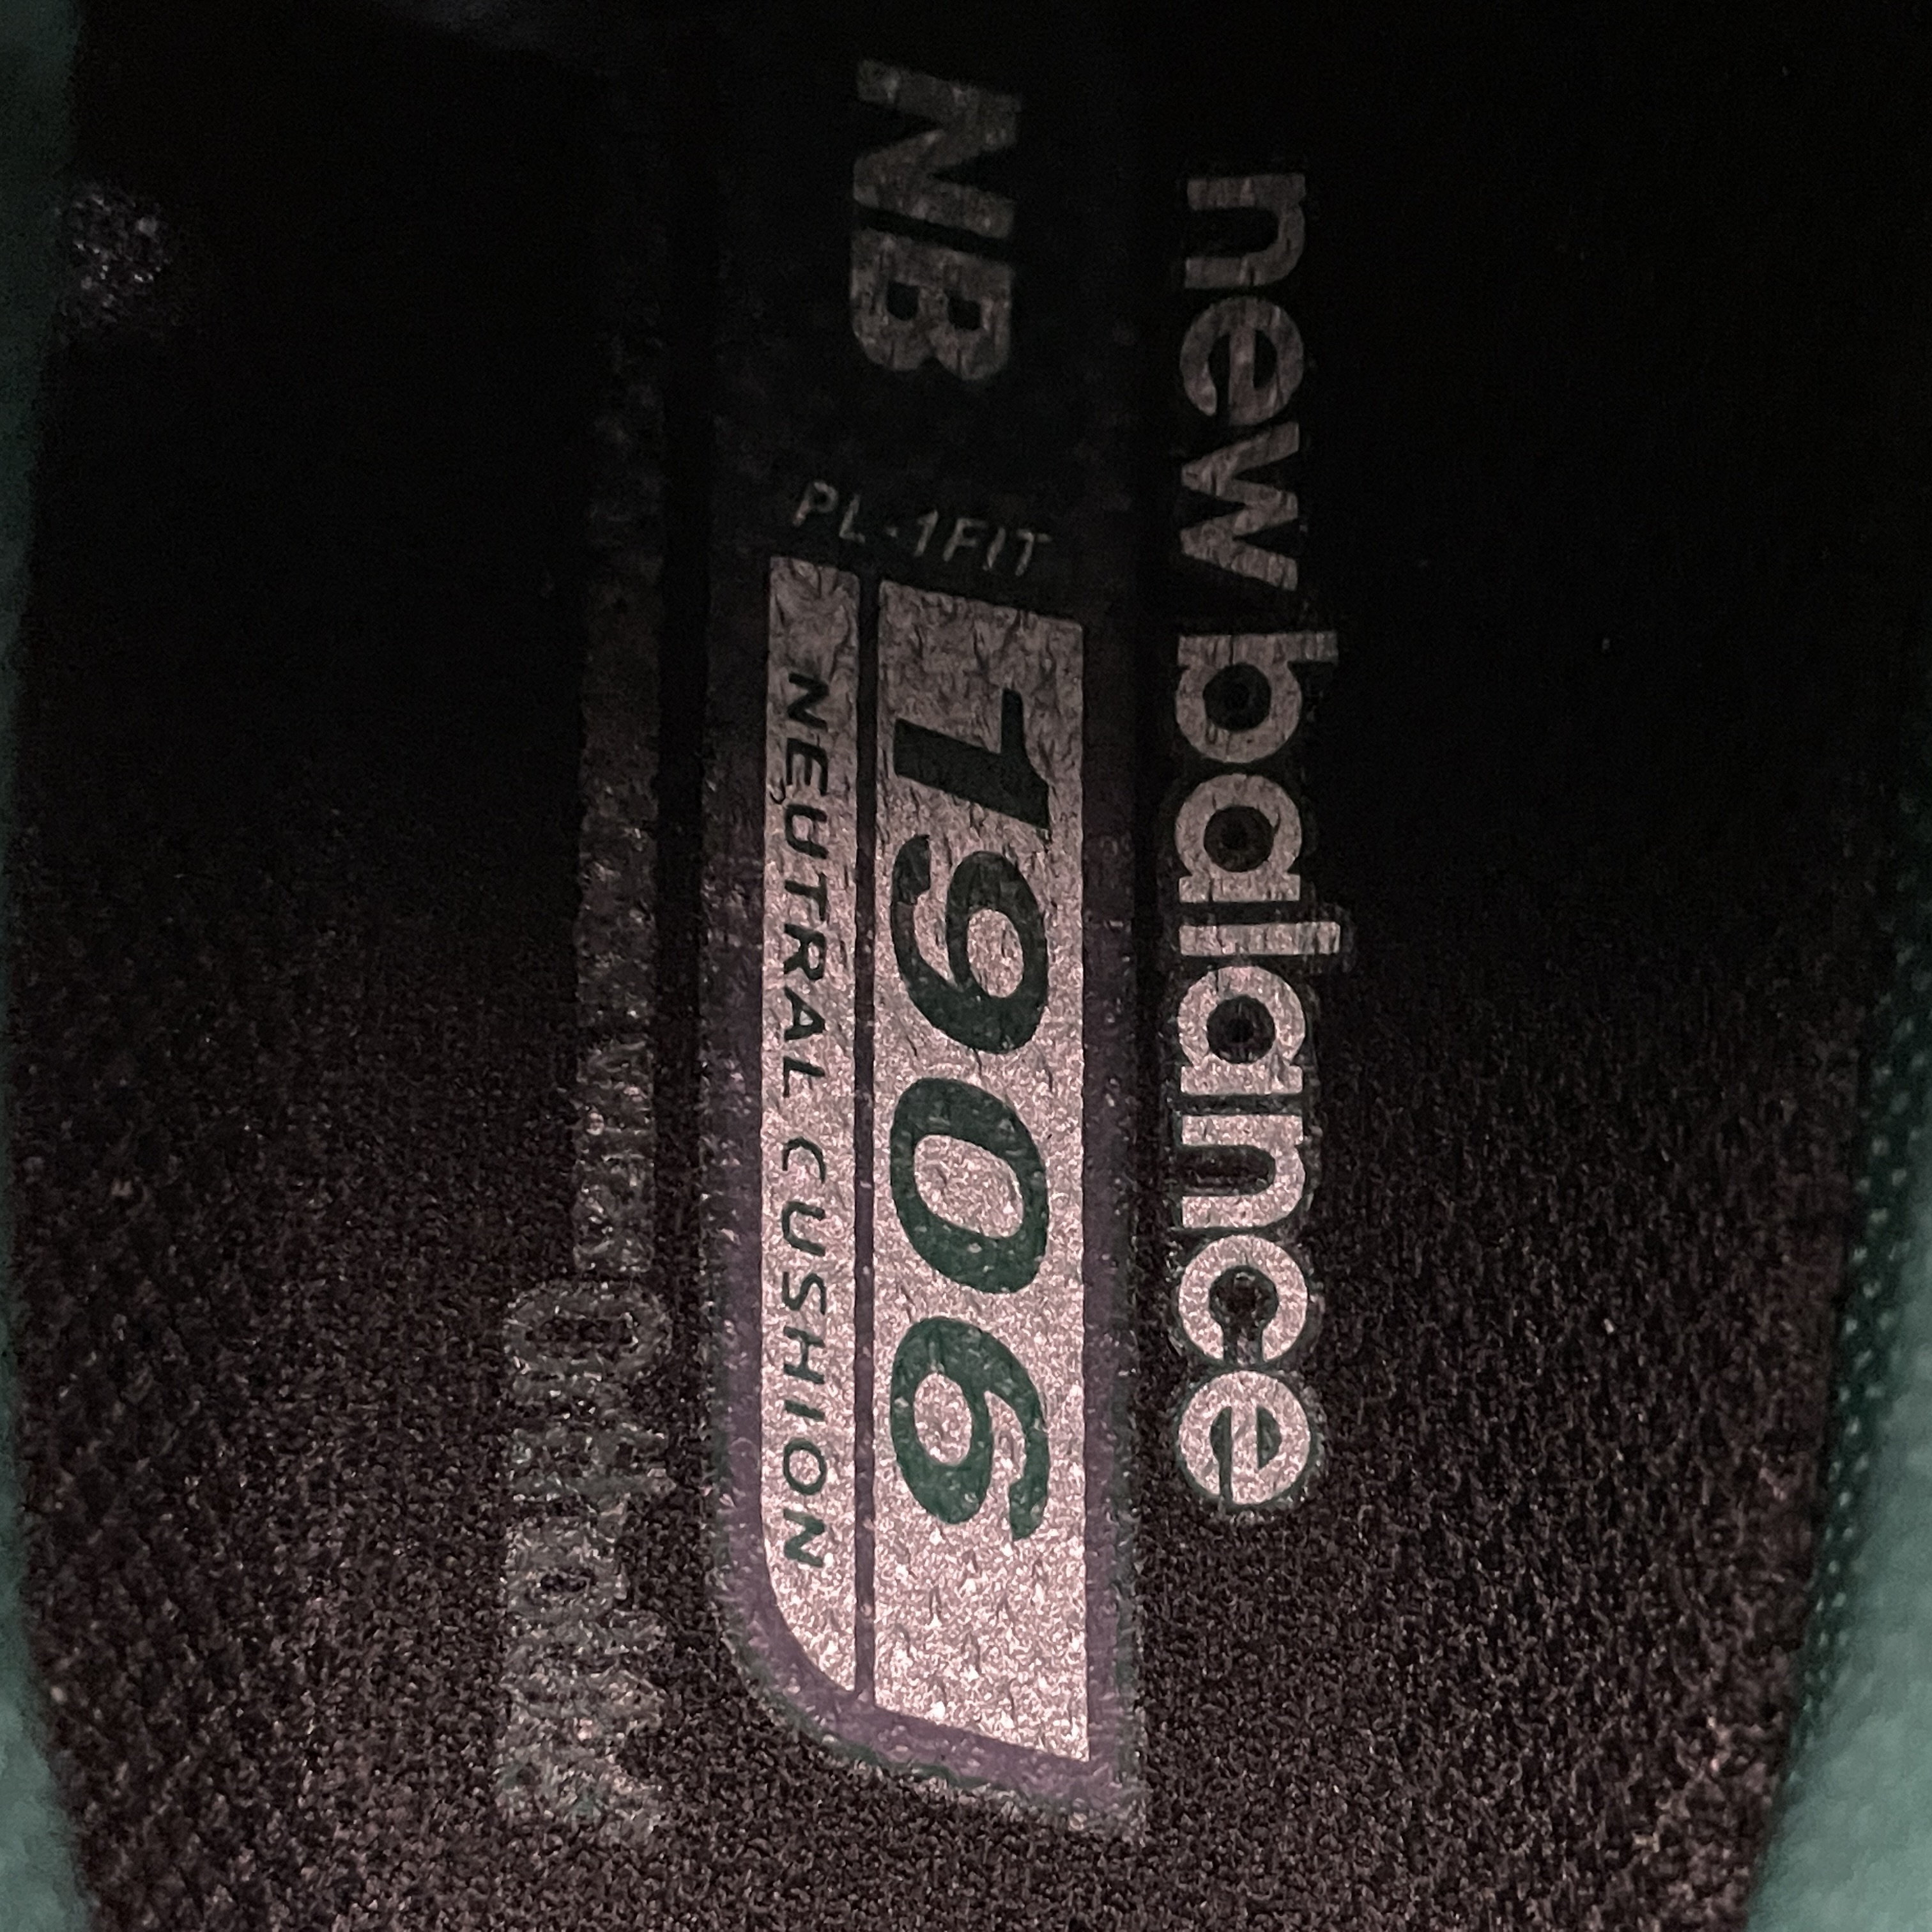 new balance
NB
PL-1FIT
1906
NEUTRAL CUSHION